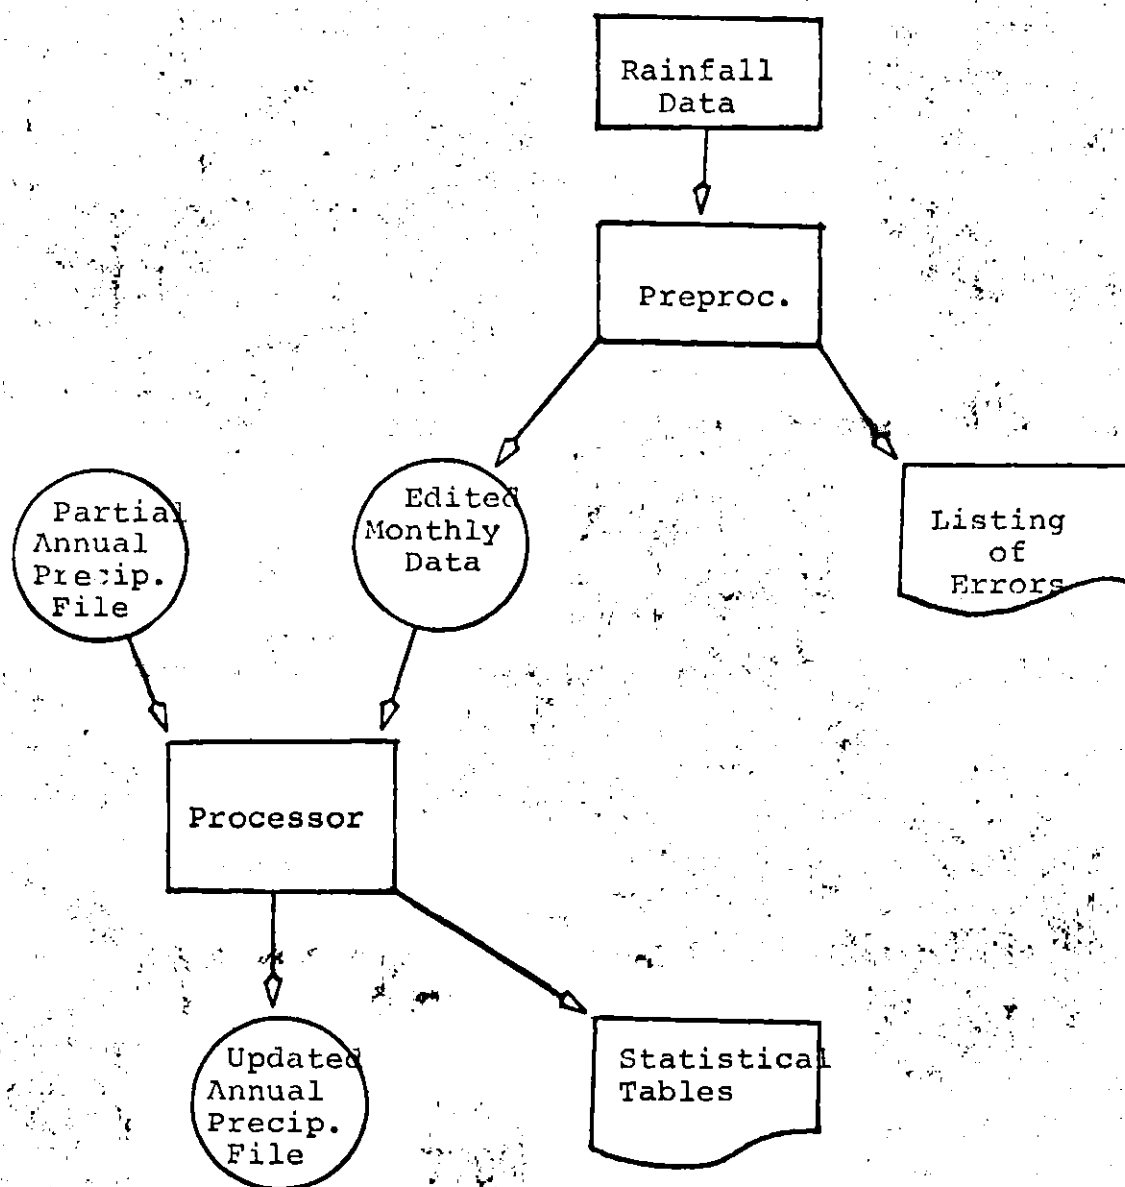 Rainfall
Data
Preproc.
Partial
Annual
Precip.
File
Edited
Monthly
Data
Listing
of
Errors
Processor
Updated
Annual
Precip.
File
Statistical
Tables